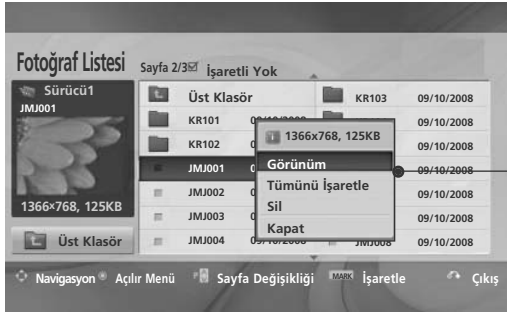 Fotoğraf Listesi
Sayfa 2/3 İşaretli Yok
Sürücü1
JMJ001
1366×768, 125KB
Üst Klasör
Üst Klasör
KR103 09/10/2008
KR101
09/10/2008
KR102
09/10/2008
JMJ001
09/10/2008
JMJ002
09/10/2008
JMJ003
09/10/2008
JMJ004
JMJ008 09/10/2008
1366x768, 125KB
Görünüm
Tümünü İşaretle
Sil
Kapat
Navigasyon Açılır Menü Sayfa Değişikliği MARK İşaretle Çıkış